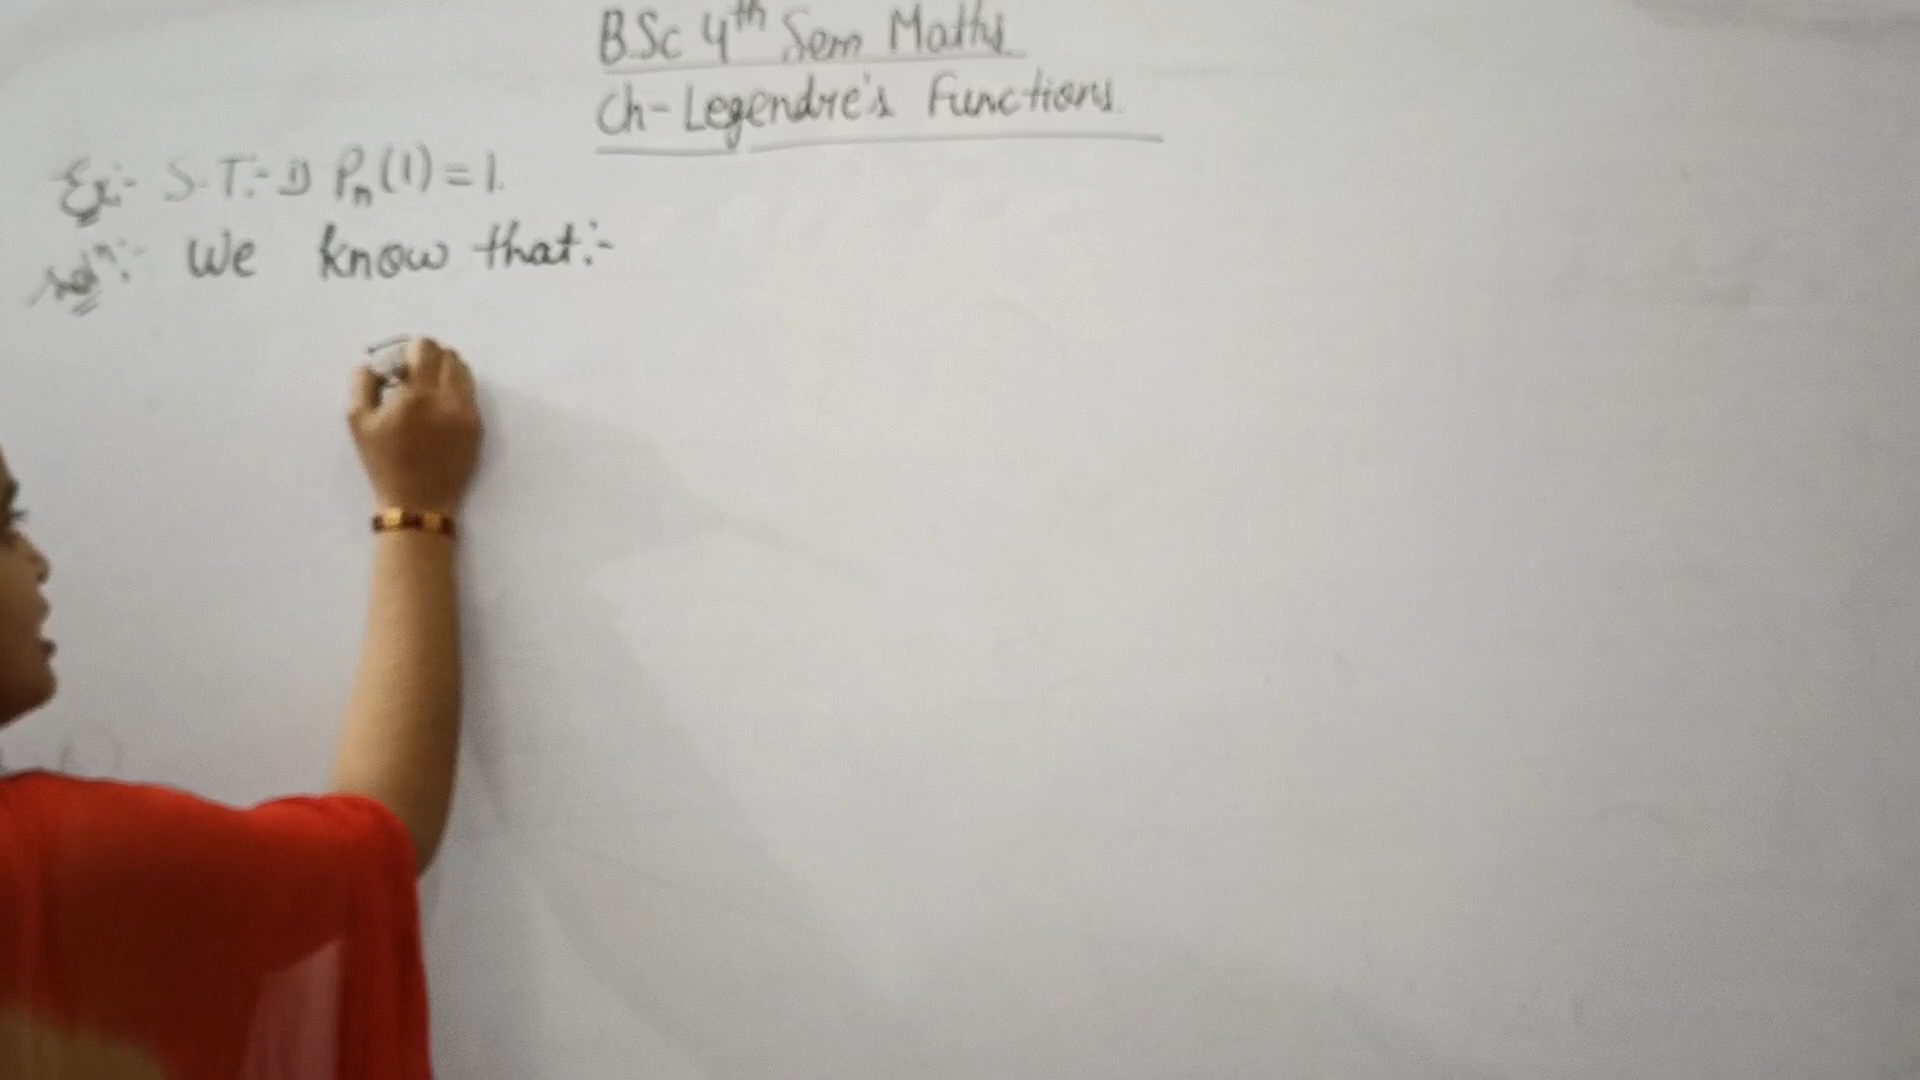 B.Sc 4th Sem Maths
Ch- Legendre's Functions.
Ex:- S.T:- 1) Pn(1) = 1.
Soln:- We know that:-